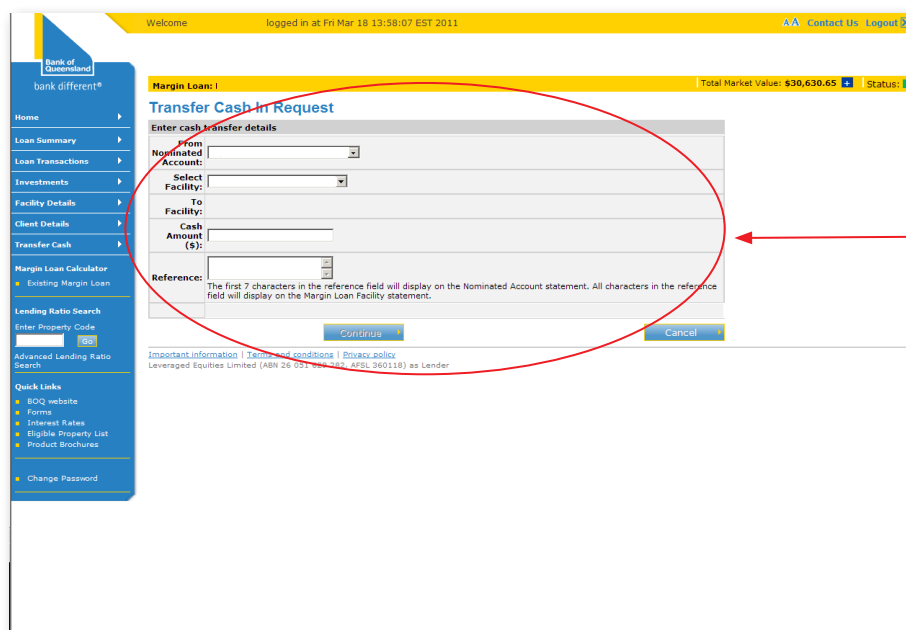 Welcome logged in at Fri Mar 18 13:58:07 EST 2011 AA Contact Us Logout
Bank of
Queensland
bank different®
Margin Loan: Total Market Value: $30,630.65 + Status:
Transfer Cash In Request
Enter cash transfer details
From
Nominated
Account:
Select
Facility:
To
Facility:
Cash
Amount
($):
Reference:
The first 7 characters in the reference field will display on the Nominated Account statement. All characters in the reference
field will display on the Margin Loan Facility statement.
Continue Cancel
Important information | Terms and conditions | Privacy policy
Leveraged Equities Limited (ABN 26 051 629 282, AFSL 360118) as Lender
Home
Loan Summary
Loan Transactions
Investments
Facility Details
Client Details
Transfer Cash
Margin Loan Calculator
Existing Margin Loan
Lending Ratio Search
Enter Property Code
Go
Advanced Lending Ratio
Search
Quick Links
BOQ website
Forms
Interest Rates
Eligible Property List
Product Brochures
Change Password